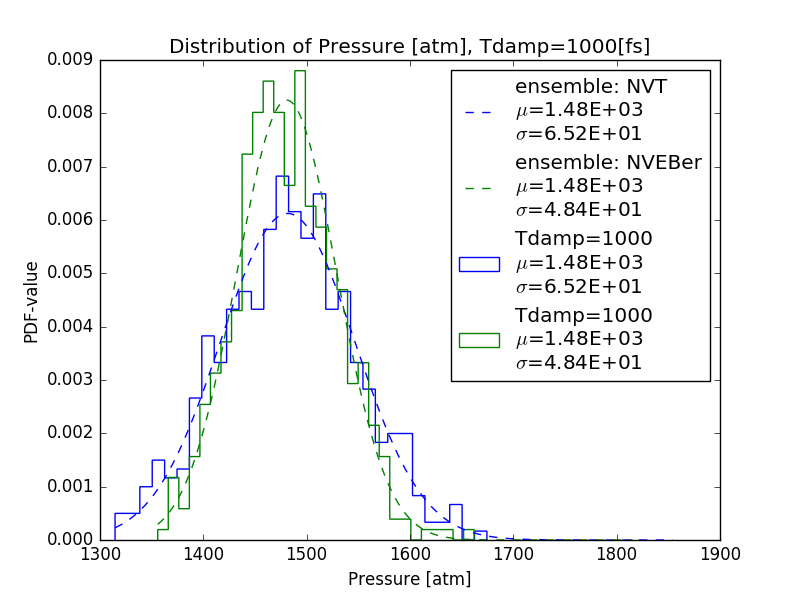 Distribution of Pressure [atm], Tdamp=1000[fs]
0.009
0.008
0.007
0.006
0.005
0.004
0.003
0.002
0.001
0.000
PDF-value
ensemble: NVT
μ=1.48E+03
σ=6.52E+01
ensemble: NVEBer
μ=1.48E+03
σ=4.84E+01
Tdamp=1000
μ=1.48E+03
σ=6.52E+01
Tdamp=1000
μ=1.48E+03
σ=4.84E+01
1300 1400 1500 1600 1700 1800 1900
Pressure [atm]